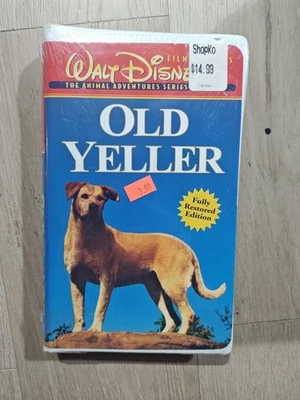 ShopKo
$14.99
FILM
WALT DISNE
THE ANIMAL ADVENTURES SERIES
OLD
YELLER
Fully
Restored
Edition